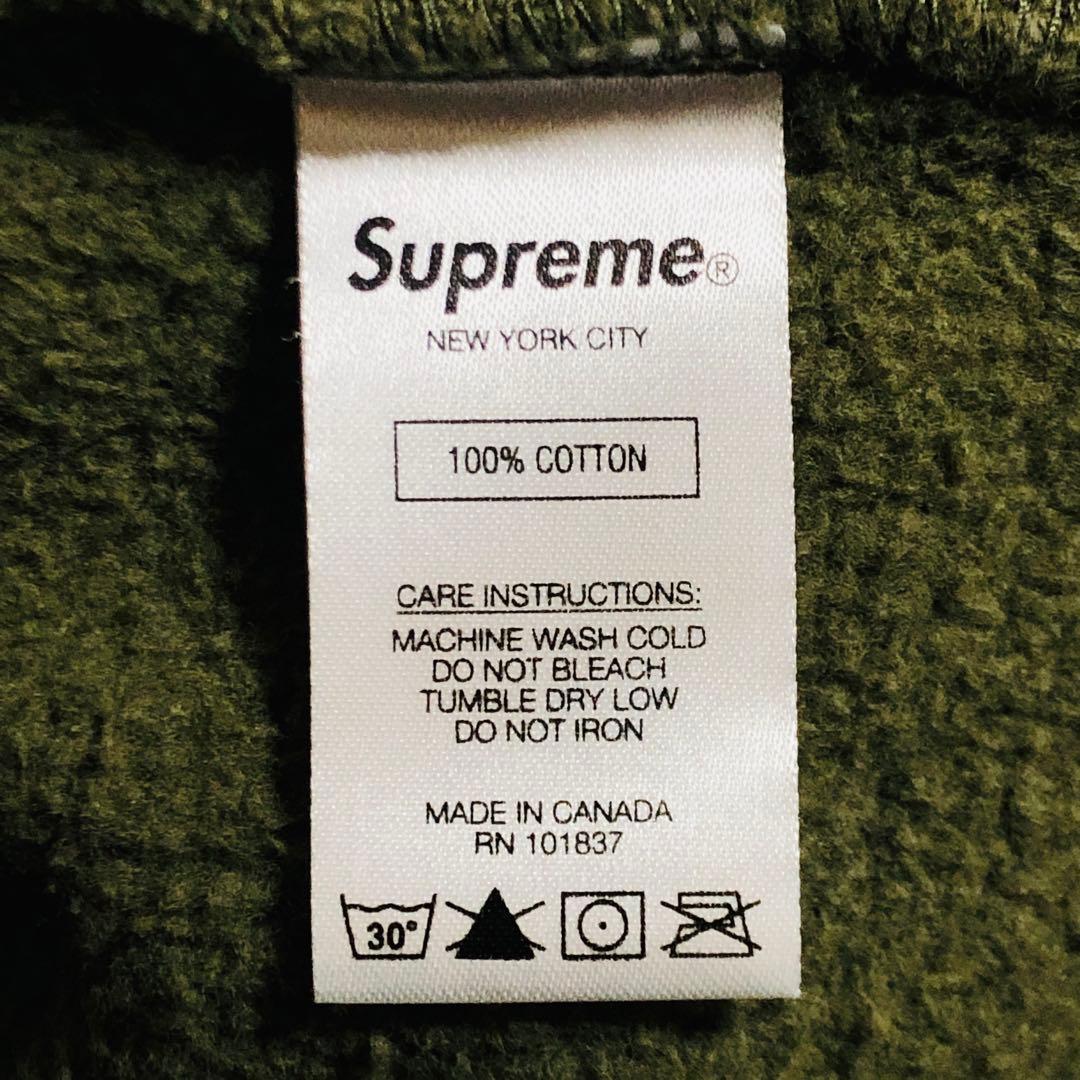 Supreme®
NEW YORK CITY
100% COTTON
CARE INSTRUCTIONS:
MACHINE WASH COLD
DO NOT BLEACH
TUMBLE DRY LOW
DO NOT IRON
MADE IN CANADA
RN 101837
30°